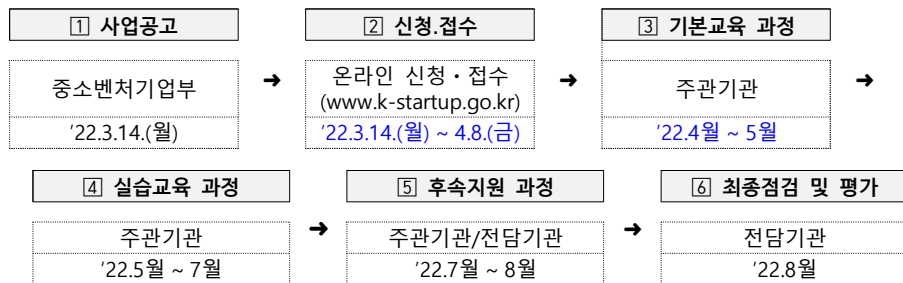 1 사업공고
2 신청.접수
3 기본교육 과정
중소벤처기업부
➜
온라인 신청・접수
(www.k-startup.go.kr)
➜
주관기관
➜
'22.3.14.(월)
'22.3.14.(월) ~ 4.8.(금)
'22.4월 ~ 5월
4 실습교육 과정
5 후속지원 과정
6 최종점검 및 평가
주관기관
➜
주관기관/전담기관
➜
전담기관
'22.5월 ~ 7월
'22.7월 ~ 8월
'22.8월